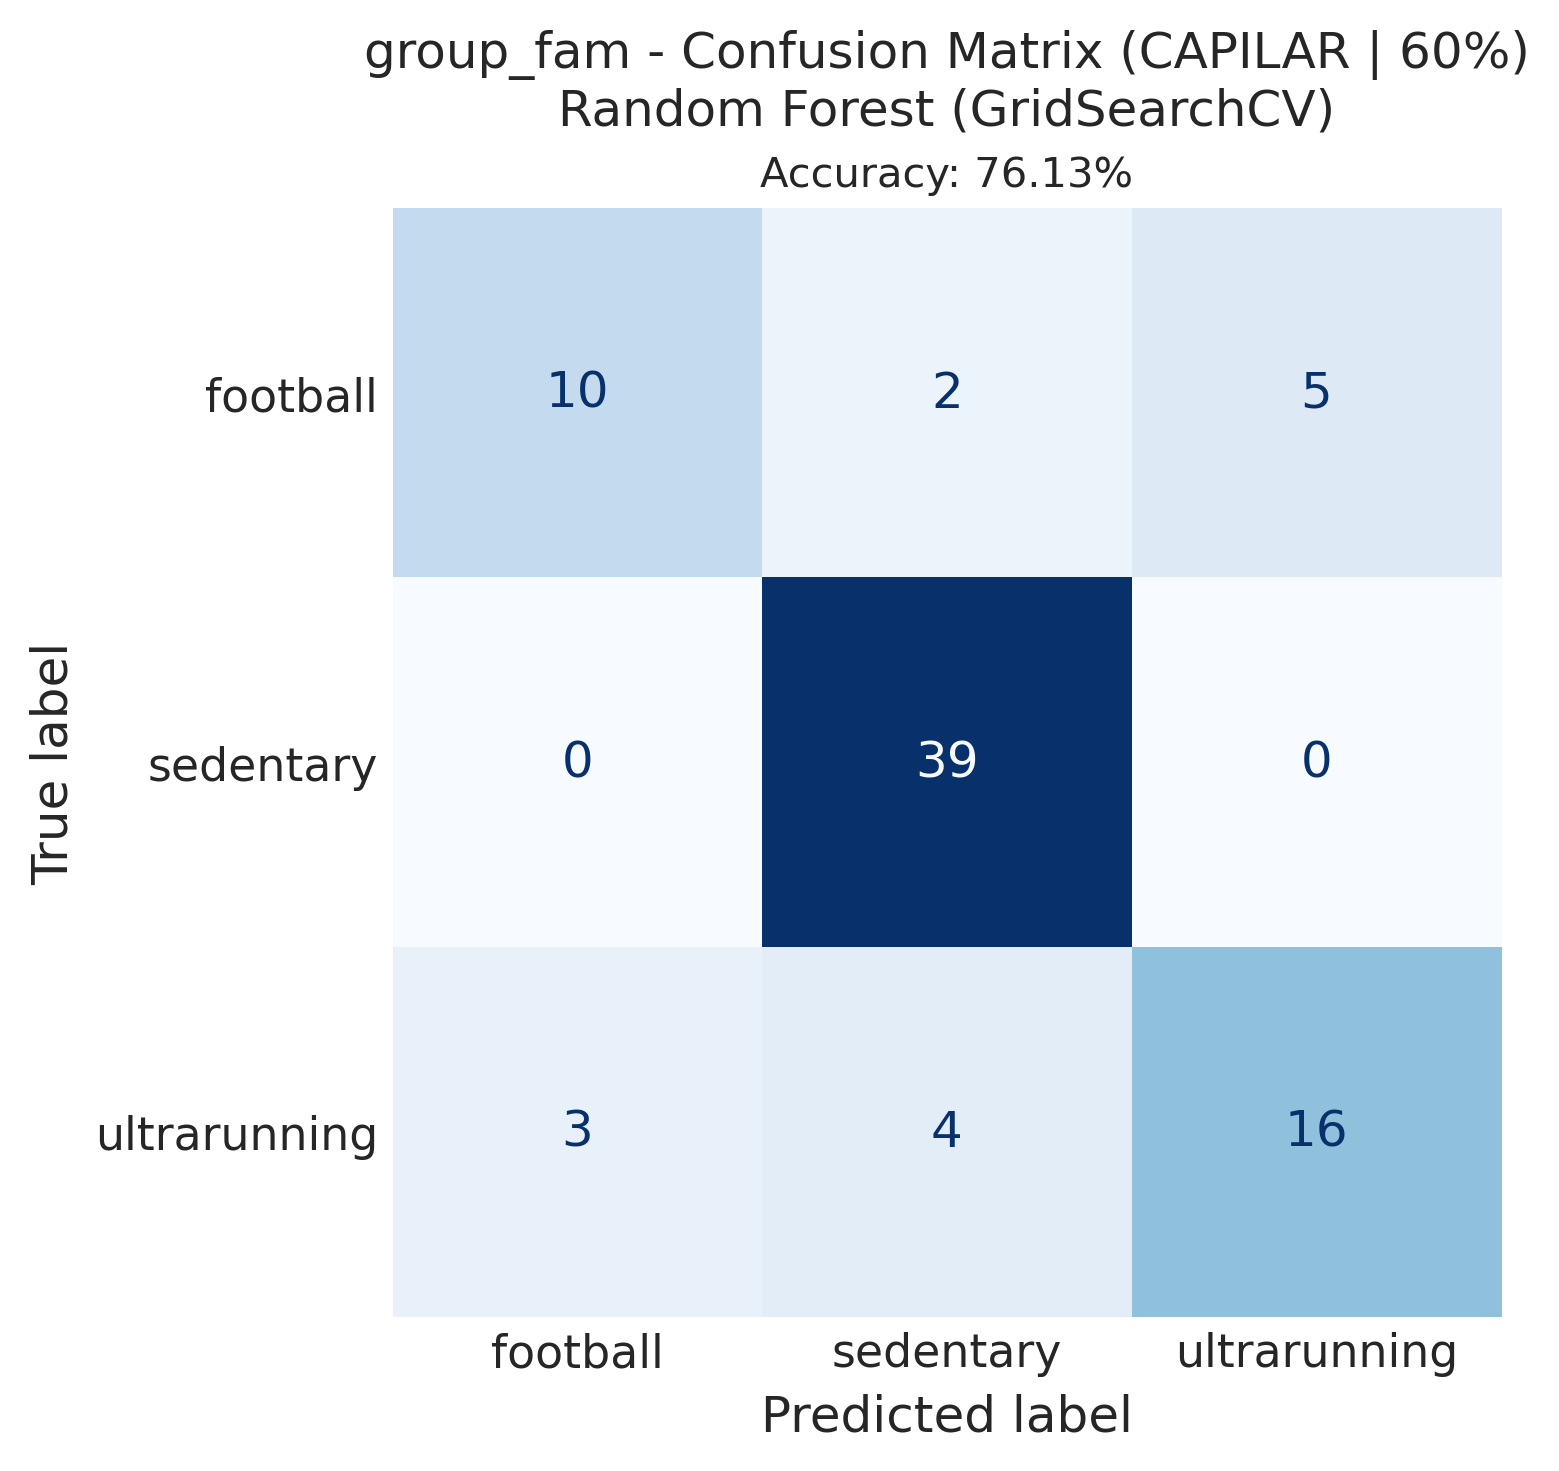 group_fam - Confusion Matrix (CAPILAR | 60%)
Random Forest (GridSearchCV)
Accuracy: 76.13%
football 10 2 5
sedentary 0 39 0
ultrarunning 3 4 16
True label
football sedentary ultrarunning
Predicted label